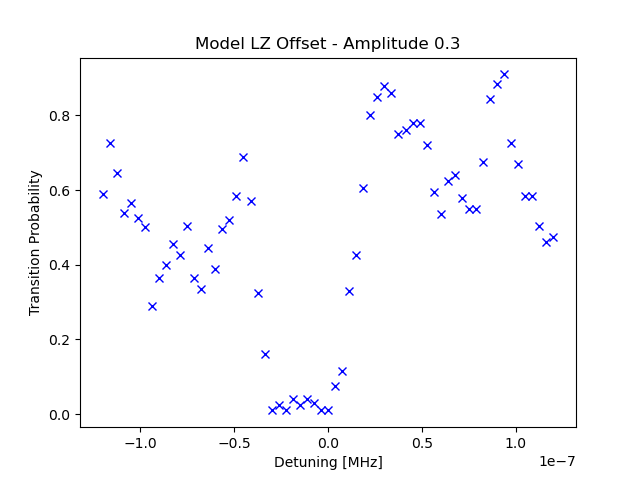 Model LZ Offset - Amplitude 0.3
Transition Probability
0.8
0.6
0.4
0.2
0.0
−1.0 −0.5 0.0 0.5 1.0
1e−7
Detuning [MHz]